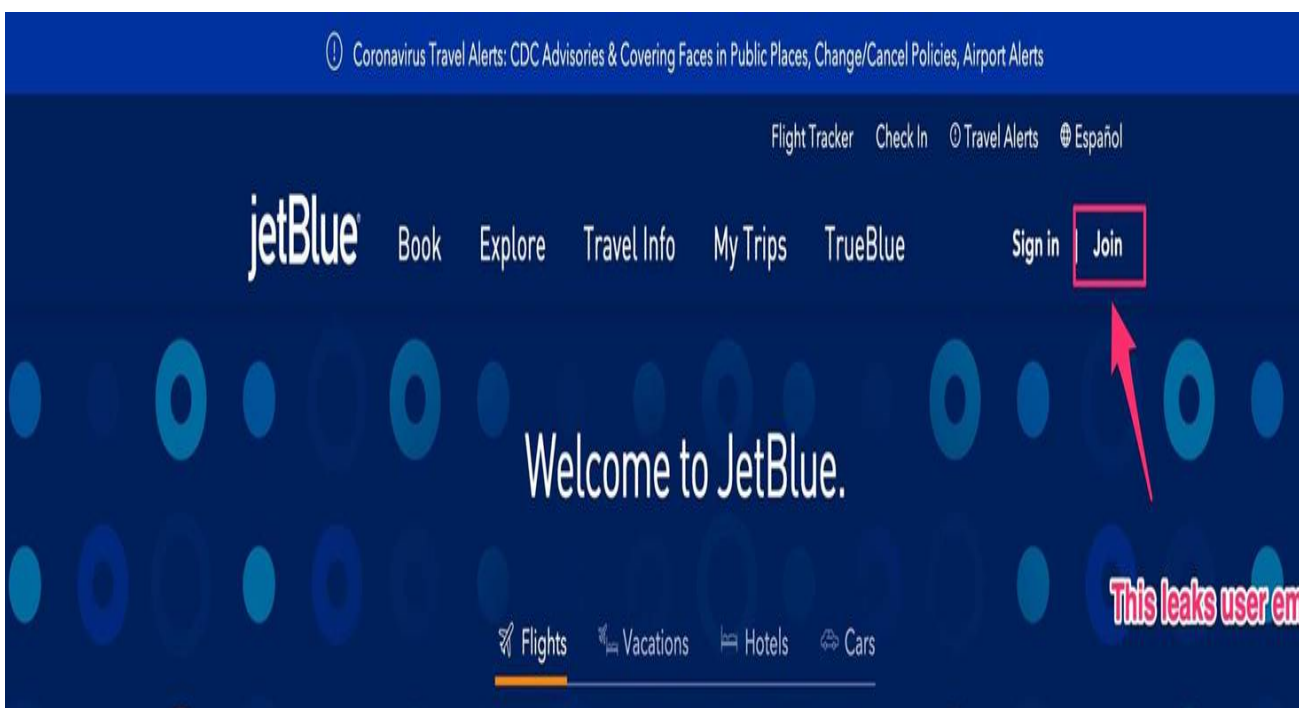 Coronavirus Travel Alerts: CDC Advisories & Covering Faces in Public Places, Change/Cancel Policies, Airport Alerts
Flight Tracker Check In Travel Alerts Español
jetBlue Book Explore Travel Info My Trips TrueBlue Sign in | Join
Welcome to JetBlue.
This leaks user em
Flights Vacations Hotels Cars